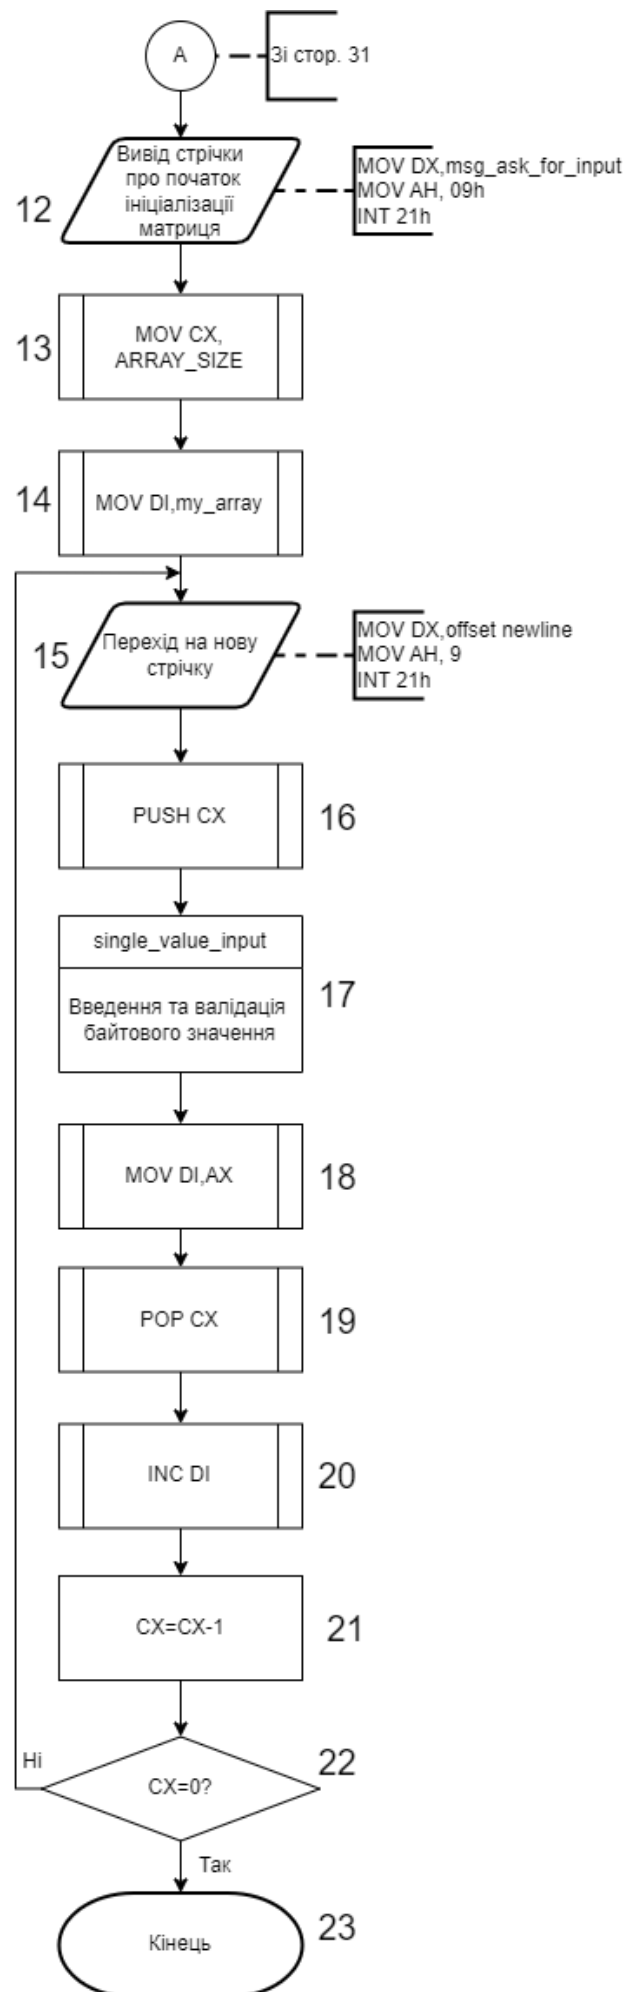 А
Зі стор. 31
Вивід стрічки
про початок
ініціалізації
матриця
MOV DX,msg_ask_for_input
MOV AH, 09h
INT 21h
12
MOV CX,
ARRAY_SIZE
13
MOV DI,my_array
14
Перехід на нову
стрічку
MOV DX,offset newline
MOV AH, 9
INT 21h
15
PUSH CX
16
single_value_input
Введення та валідація
байтового значення
17
MOV DI,AX
18
POP CX
19
INC DI
20
CX=CX-1
21
CX=0?
22
Ні
Так
Кінець
23